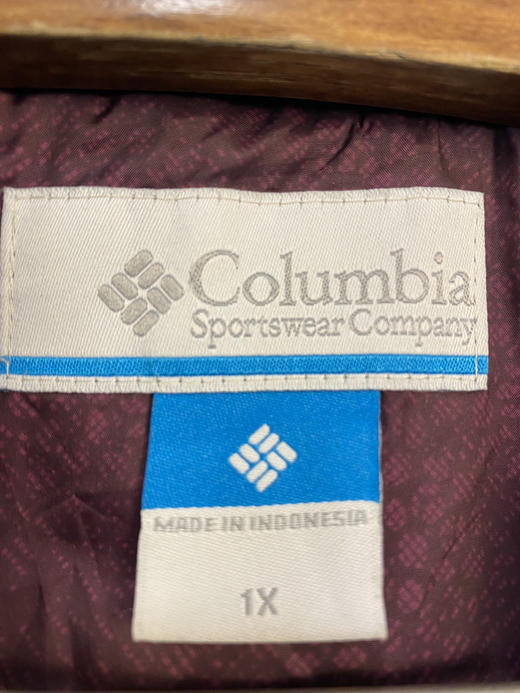 Columbia
Sportswear Company
MADE IN INDONESIA
1X